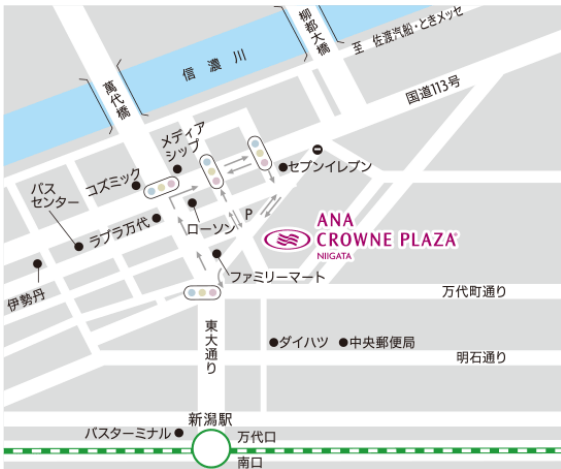 柳都大橋
至 佐渡汽船・ときメッセ
信濃川
萬代橋
国道113号
メディア
シップ
コズミック
セブンイレブン
バス
センター
ラブラ万代
ローソン
P
ANA
CROWNE PLAZA
NIIGATA
伊勢丹
ファミリーマート
万代町通り
東大通り
ダイハツ
中央郵便局
明石通り
新潟駅
バスターミナル
万代口
南口